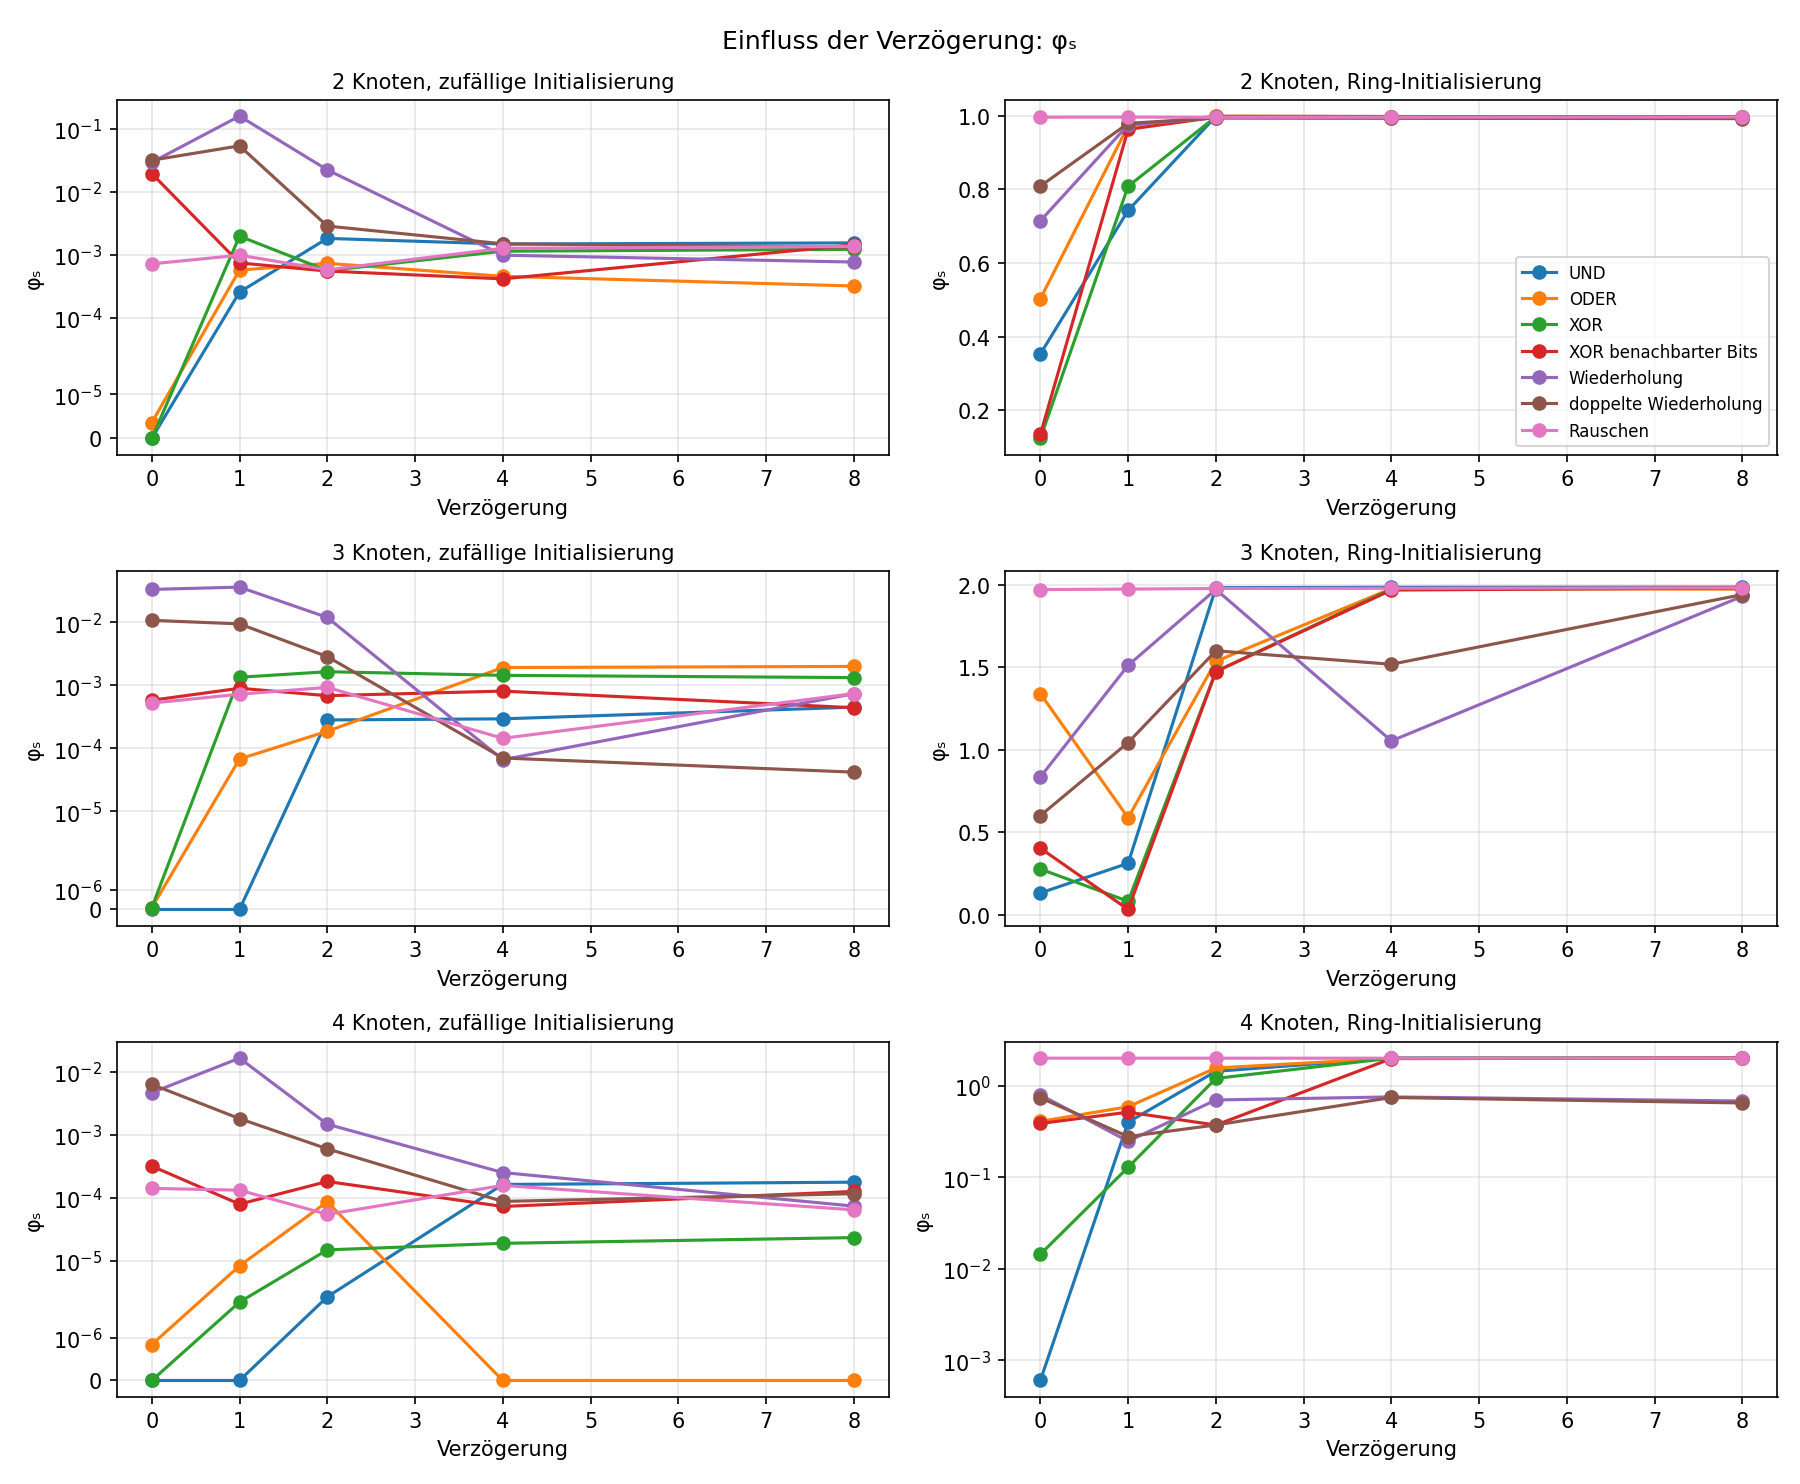 Einfluss der Verzögerung: φₛ
2 Knoten, zufällige Initialisierung
10⁻¹
10⁻²
10⁻³
10⁻⁴
10⁻⁵
0
φₛ
0 1 2 3 4 5 6 7 8
Verzögerung
2 Knoten, Ring-Initialisierung
1.0
0.8
0.6
0.4
0.2
φₛ
UND
ODER
XOR
XOR benachbarter Bits
Wiederholung
doppelte Wiederholung
Rauschen
0 1 2 3 4 5 6 7 8
Verzögerung
3 Knoten, zufällige Initialisierung
10⁻²
10⁻³
10⁻⁴
10⁻⁵
10⁻⁶
0
φₛ
0 1 2 3 4 5 6 7 8
Verzögerung
3 Knoten, Ring-Initialisierung
2.0
1.5
1.0
0.5
0.0
φₛ
0 1 2 3 4 5 6 7 8
Verzögerung
4 Knoten, zufällige Initialisierung
10⁻²
10⁻³
10⁻⁴
10⁻⁵
10⁻⁶
0
φₛ
0 1 2 3 4 5 6 7 8
Verzögerung
4 Knoten, Ring-Initialisierung
10⁰
10⁻¹
10⁻²
10⁻³
φₛ
0 1 2 3 4 5 6 7 8
Verzögerung